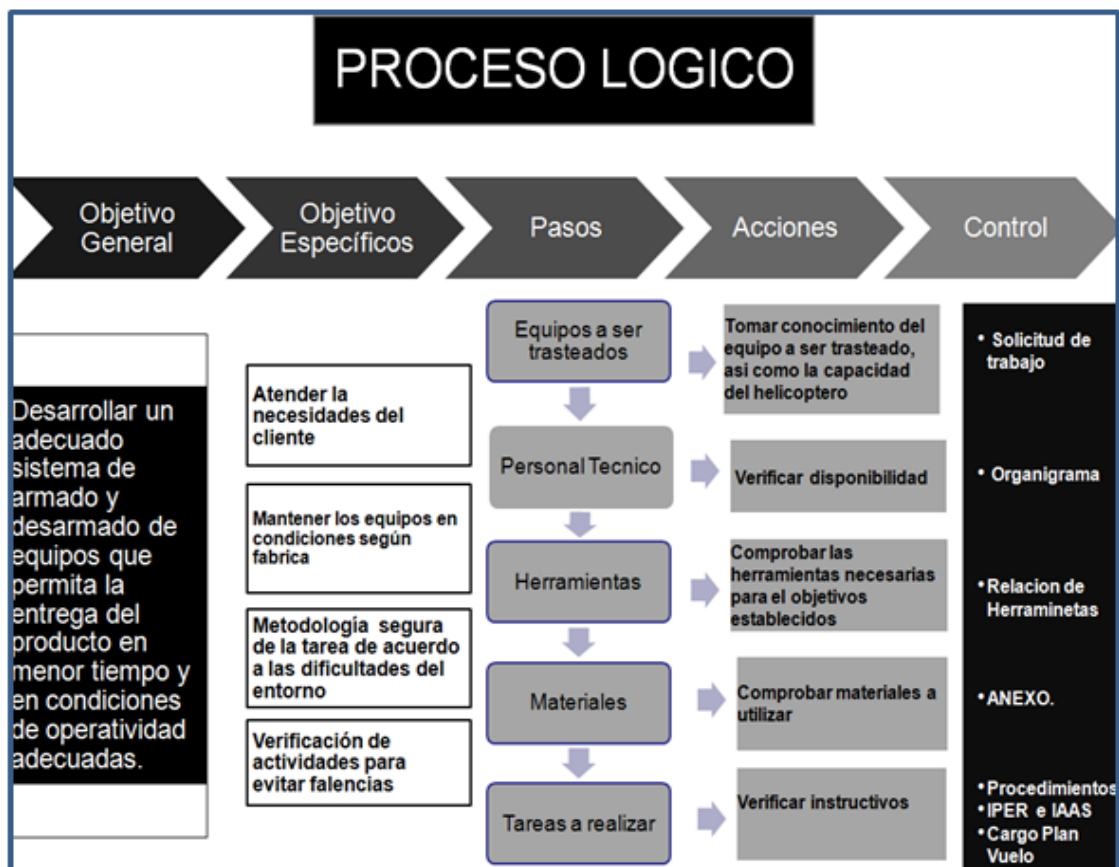 PROCESO LOGICO
Objetivo
General
Objetivo
Específicos
Pasos
Acciones
Control
Desarrollar un
adecuado
sistema de
armado y
desarmado de
equipos que
permita la
entrega del
producto en
menor tiempo y
en condiciones
de operatividad
adecuadas.
Atender la
necesidades del
cliente
Mantener los equipos en
condiciones según
fabrica
Metodología segura
de la tarea de acuerdo
a las dificultades del
entorno
Verificación de
actividades para
evitar falencias
Equipos a ser
trasteados
Personal Tecnico
Herramientas
Materiales
Tareas a realizar
Tomar conocimiento del
equipo a ser trasteado,
asi como la capacidad
del helicoptero
Verificar disponibilidad
Comprobar las
herramientas necesarias
para el objetivos
establecidos
Comprobar materiales a
utilizar
Verificar instructivos
• Solicitud de
trabajo
• Organigrama
• Relacion de
Herraminetas
• ANEXO.
• Procedimientos
• IPER e IAAS
• Cargo Plan
Vuelo